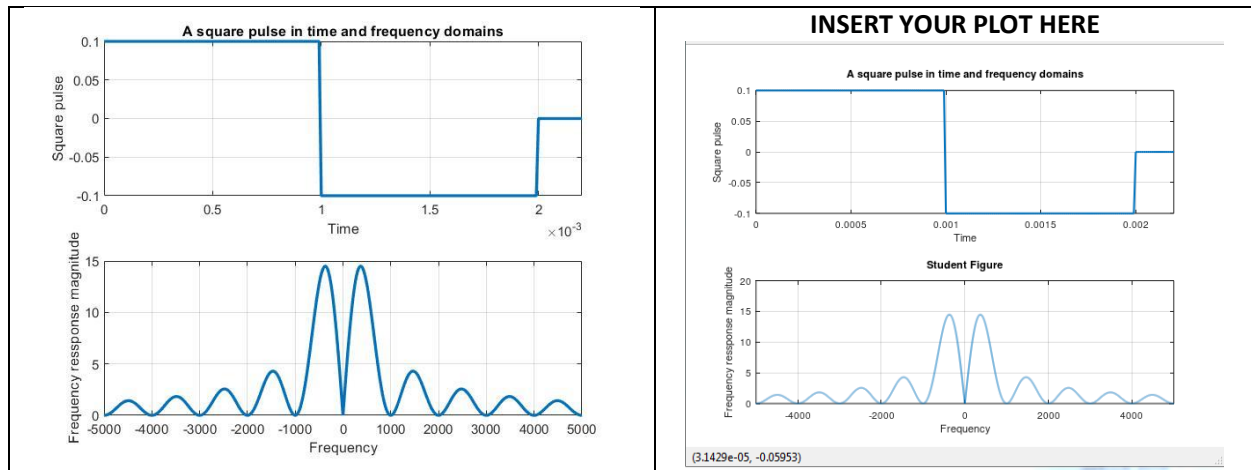 A square pulse in time and frequency domains
0.1
0.05
0
-0.05
-0.1
Square pulse
0 0.5 1 1.5 2
Time
×10⁻³
15
10
5
0
Frequency ressponse magnitude
-5000 -4000 -3000 -2000 -1000 0 1000 2000 3000 4000 5000
Frequency
INSERT YOUR PLOT HERE
A square pulse in time and frequency domains
0.1
0.05
0
-0.05
-0.1
Square pulse
0 0.0005 0.001 0.0015 0.002
Time
Student Figure
20
15
10
5
0
Frequency ressponse magnitude
-4000 -2000 0 2000 4000
Frequency
(3.1429e-05, -0.05953)